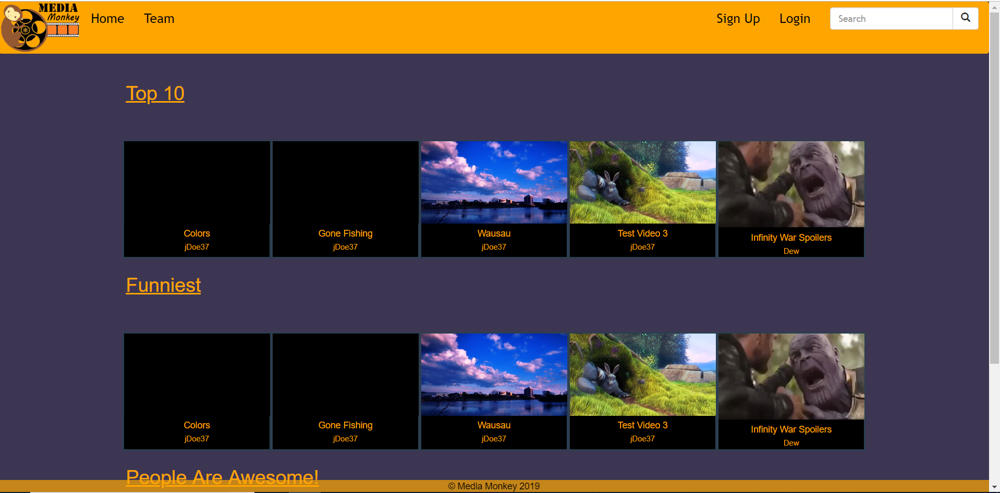 MEDIA
Monkey
Home
Team
Sign Up
Login
Search
Top 10
Colors
jDoe37
Gone Fishing
jDoe37
Wausau
jDoe37
Test Video 3
jDoe37
Infinity War Spoilers
Dew
Funniest
Colors
jDoe37
Gone Fishing
jDoe37
Wausau
jDoe37
Test Video 3
jDoe37
Infinity War Spoilers
Dew
People Are Awesome!
© Media Monkey 2019